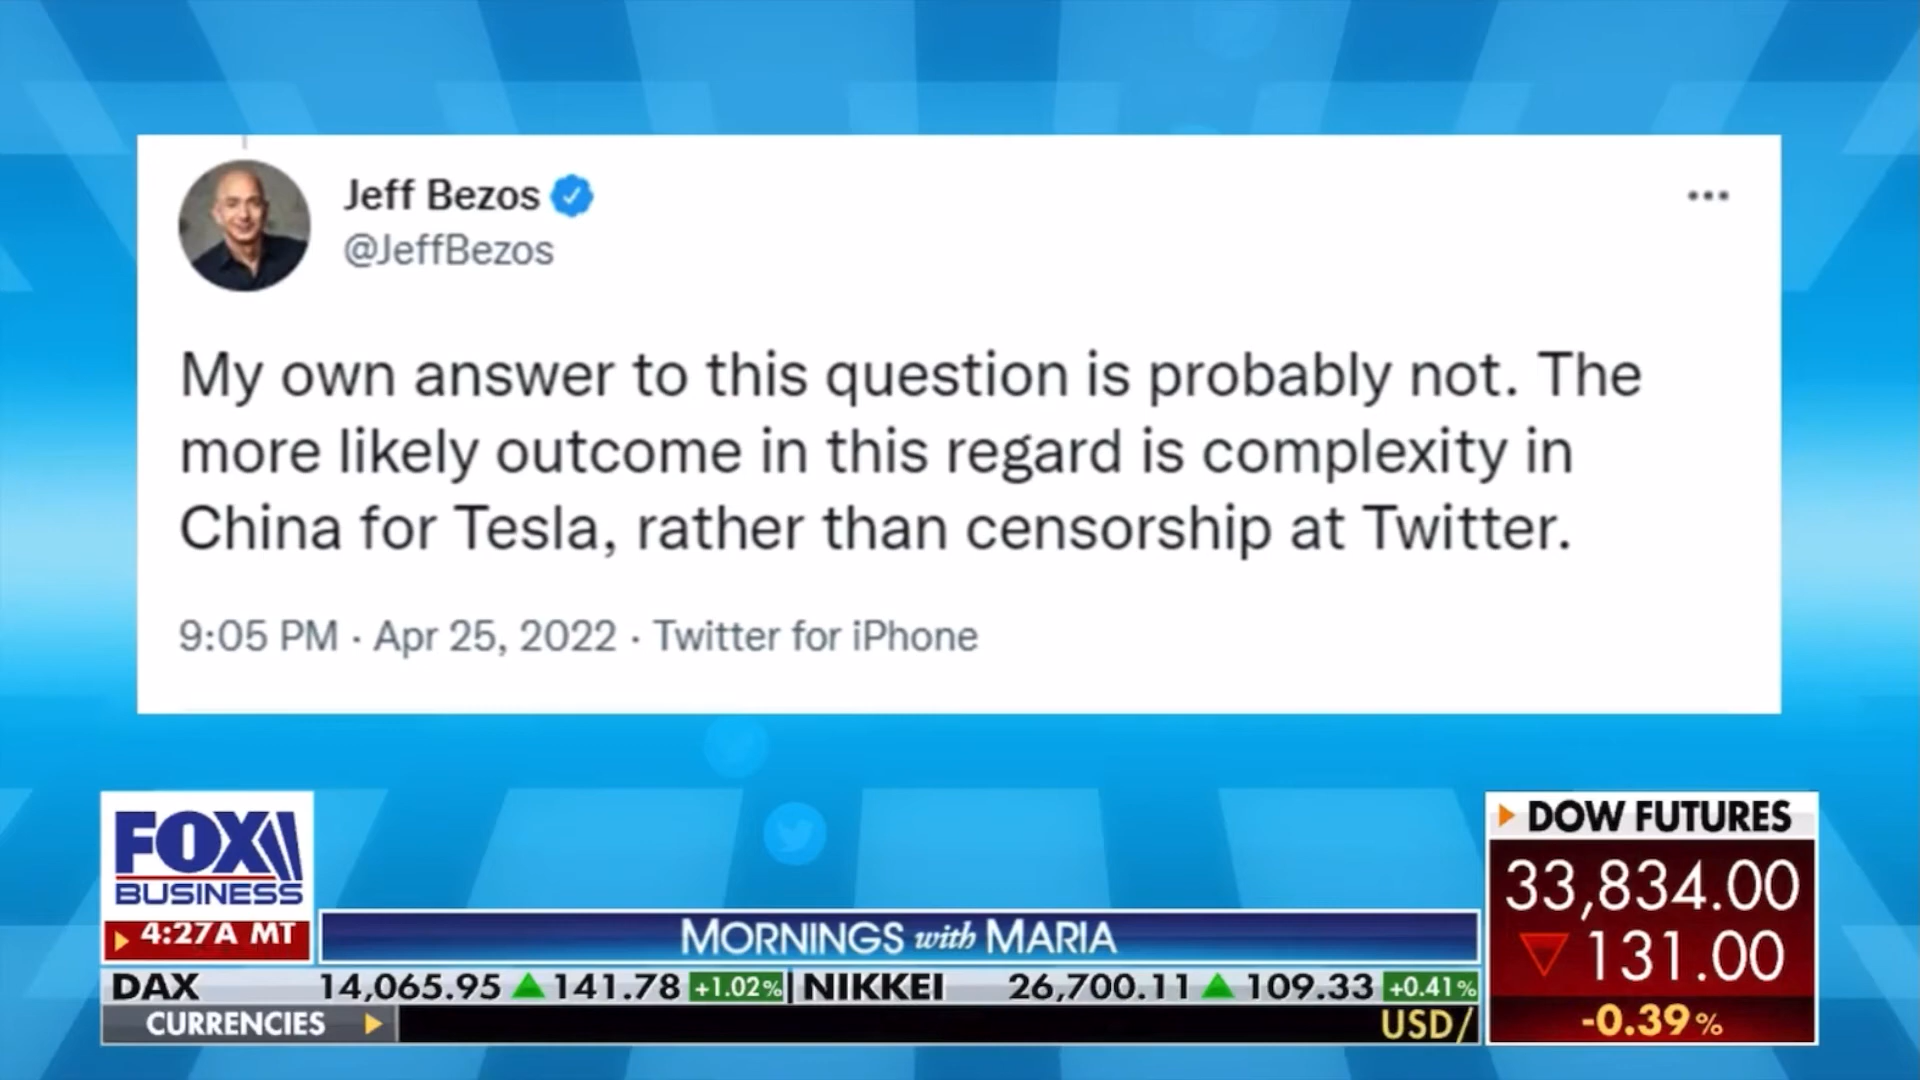 Jeff Bezos
@JeffBezos
My own answer to this question is probably not. The
more likely outcome in this regard is complexity in
China for Tesla, rather than censorship at Twitter.
9:05 PM · Apr 25, 2022 · Twitter for iPhone
FOX
BUSINESS
4:27A MT
MORNINGS with MARIA
DOW FUTURES
33,834.00
131.00
-0.39%
DAX 14,065.95 141.78 +1.02% NIKKEI 26,700.11 109.33 +0.41%
CURRENCIES USD/